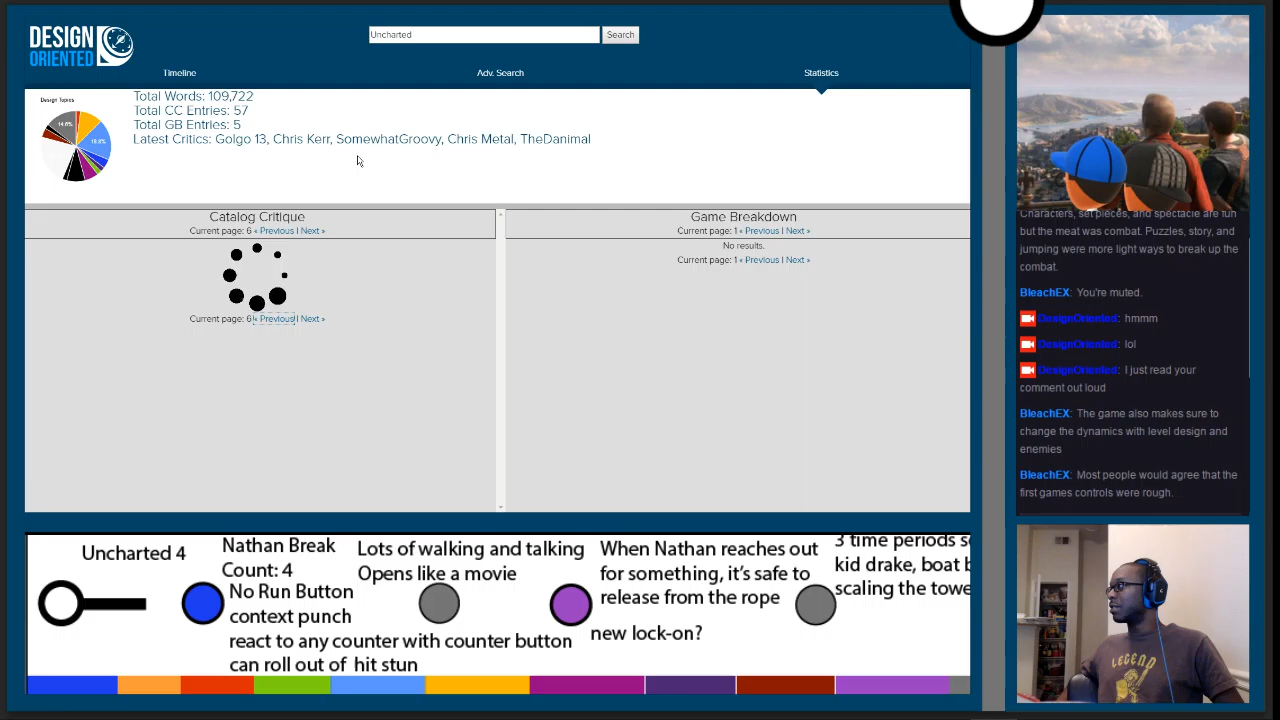 DESIGN
ORIENTED
Uncharted
Search
Timeline
Adv. Search
Statistics
Design Topics
14.6%
Total Words: 109,722
Total CC Entries: 57
Total GB Entries: 5
Latest Critics: Golgo 13, Chris Kerr, SomewhatGroovy, Chris Metal, TheDanimal
Catalog Critique
Current page: 6 « Previous | Next »
Current page: 6 « Previous | Next »
Game Breakdown
Current page: 1 « Previous | Next »
No results.
Current page: 1 « Previous | Next »
Characters, set pieces, and spectacle are fun
but the meat was combat. Puzzles, story, and
jumping were more light ways to break up the
combat.
BleachEX: You're muted.
DesignOriented: hmmm
DesignOriented: lol
DesignOriented: I just read your
comment out loud
BleachEX: The game also makes sure to
change the dynamics with level design and
enemies
BleachEX: Most people would agree that the
first games controls were rough.
Uncharted 4
Nathan Break
Count: 4
No Run Button
context punch
react to any counter with counter button
can roll out of hit stun
Lots of walking and talking
Opens like a movie
When Nathan reaches out
for something, it's safe to
release from the rope
new lock-on?
3 time periods
kid drake, boat
scaling the
LEGEND